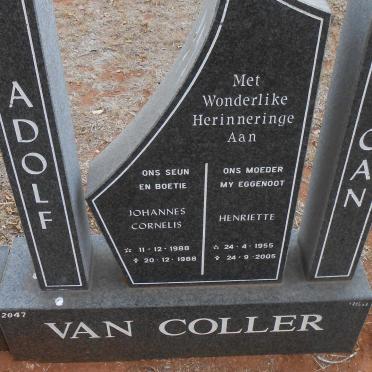 ADOLF
Met
Wonderlike
Herinneringe
Aan
ONS SEUN
EN BOETIE
JOHANNES
CORNELIS
☆ 11 · 12 · 1988
✞ 20 · 12 · 1988
ONS MOEDER
MY EGGENOOT
HENRIETTE
☆ 24 · 4 · 1955
✞ 24 · 9 · 2005
CAN
2047
VAN COLLER